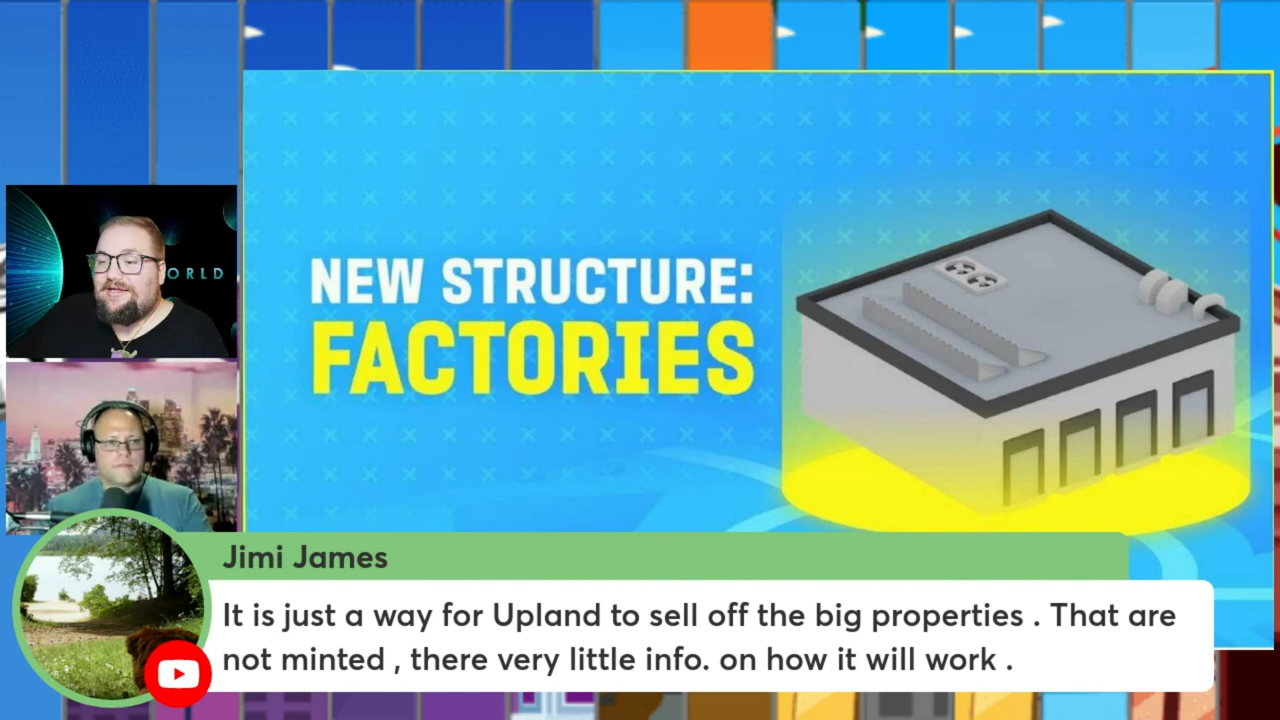 ORLD
NEW STRUCTURE:
FACTORIES
Jimi James
It is just a way for Upland to sell off the big properties . That are
not minted , there very little info. on how it will work .